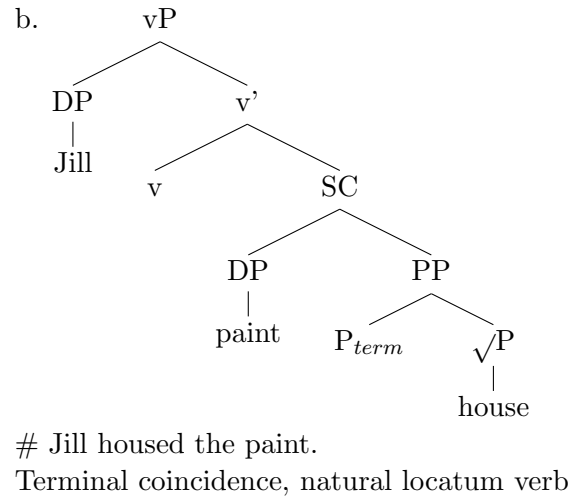 b.
vP
DP
v’
Jill
v
SC
DP
PP
paint
P_term
√P
house
# Jill housed the paint.
Terminal coincidence, natural locatum verb